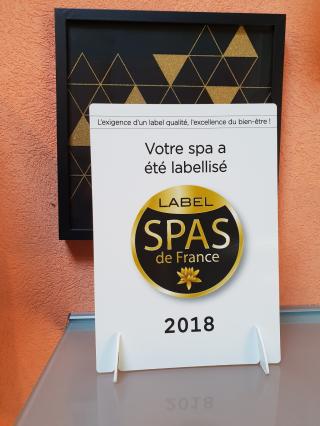 L'exigence d'un label qualité, l'excellence du bien-être !
Votre spa a
été labellisé
LABEL
SPAS
de France
2018